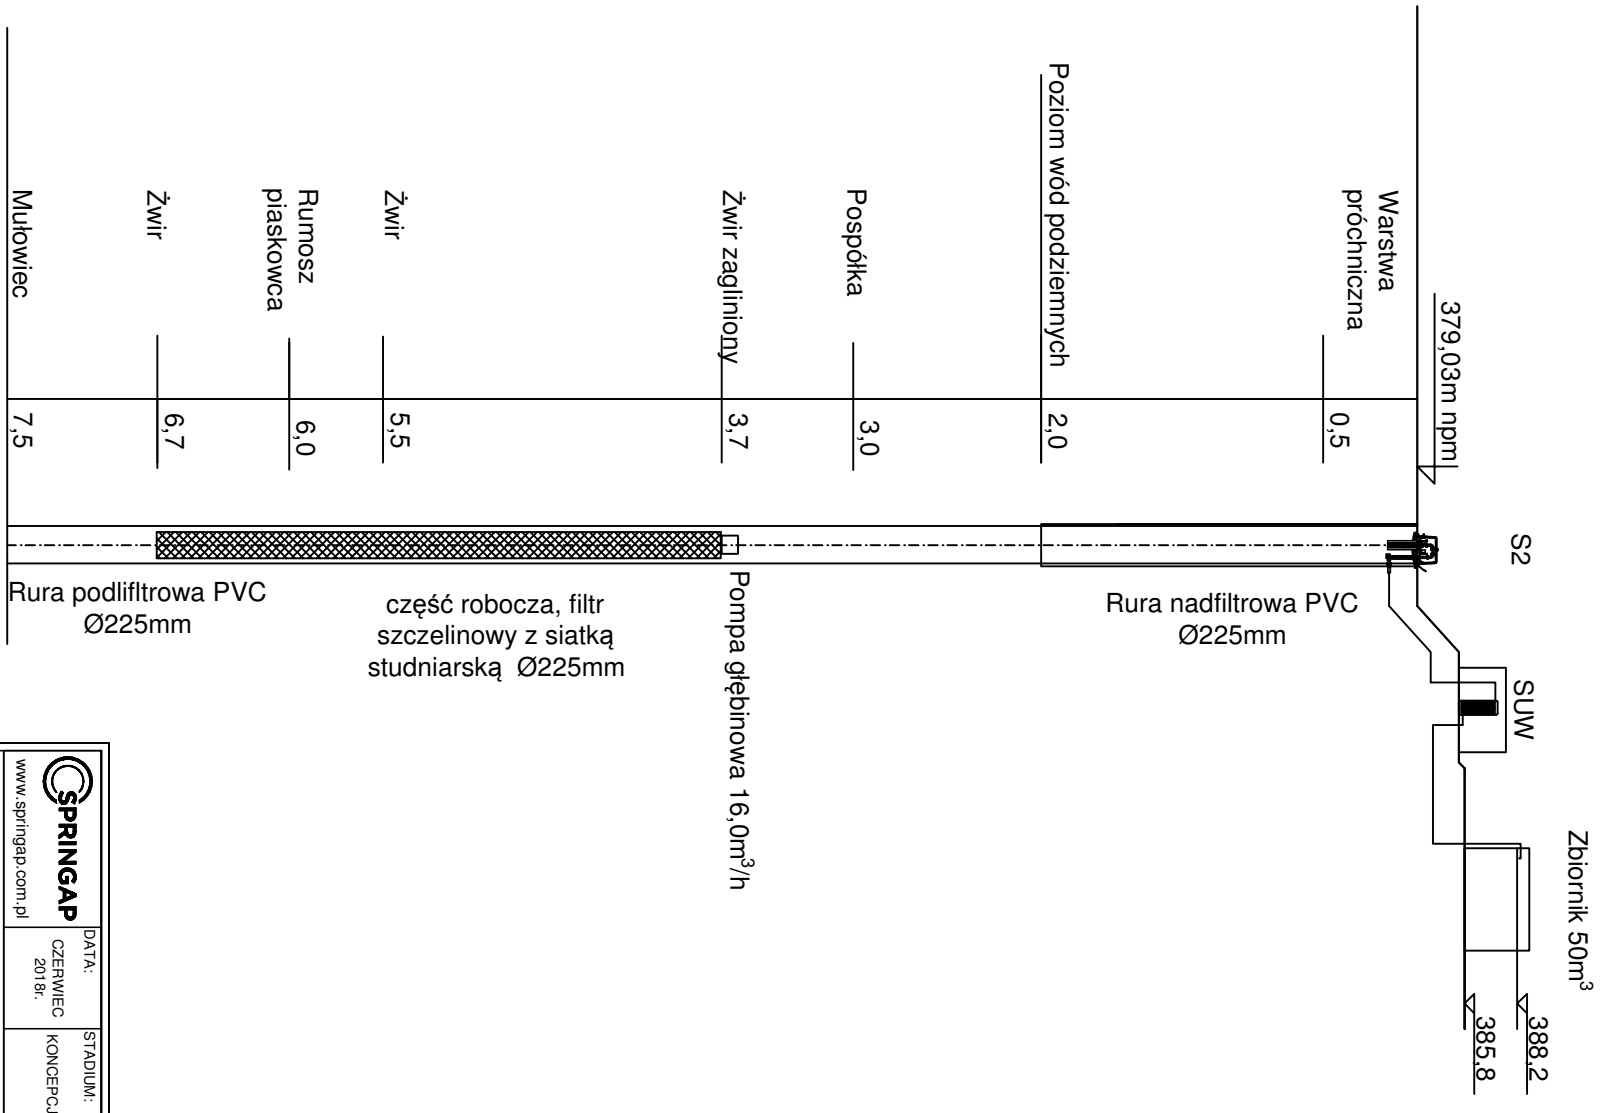 S2
SUW
Zbiornik 50m³
379,03m npm
388,2
385,8
Warstwa
próchniczna
0,5
Poziom wód podziemnych
2,0
Rura nadfiltrowa PVC
Ø225mm
Pospółka
3,0
Żwir zagliniony
3,7
Pompa głębinowa 16,0m³/h
Żwir
5,5
część robocza, filtr
szczelinowy z siatką
studniarską Ø225mm
Rumosz
piaskowca
6,0
Żwir
6,7
Rura podlifltrowa PVC
Ø225mm
Mułowiec
7,5
SPRINGAP
www.springap.com.pl
DATA:
CZERWIEC
2018r.
STADIUM:
KONCEPCJ